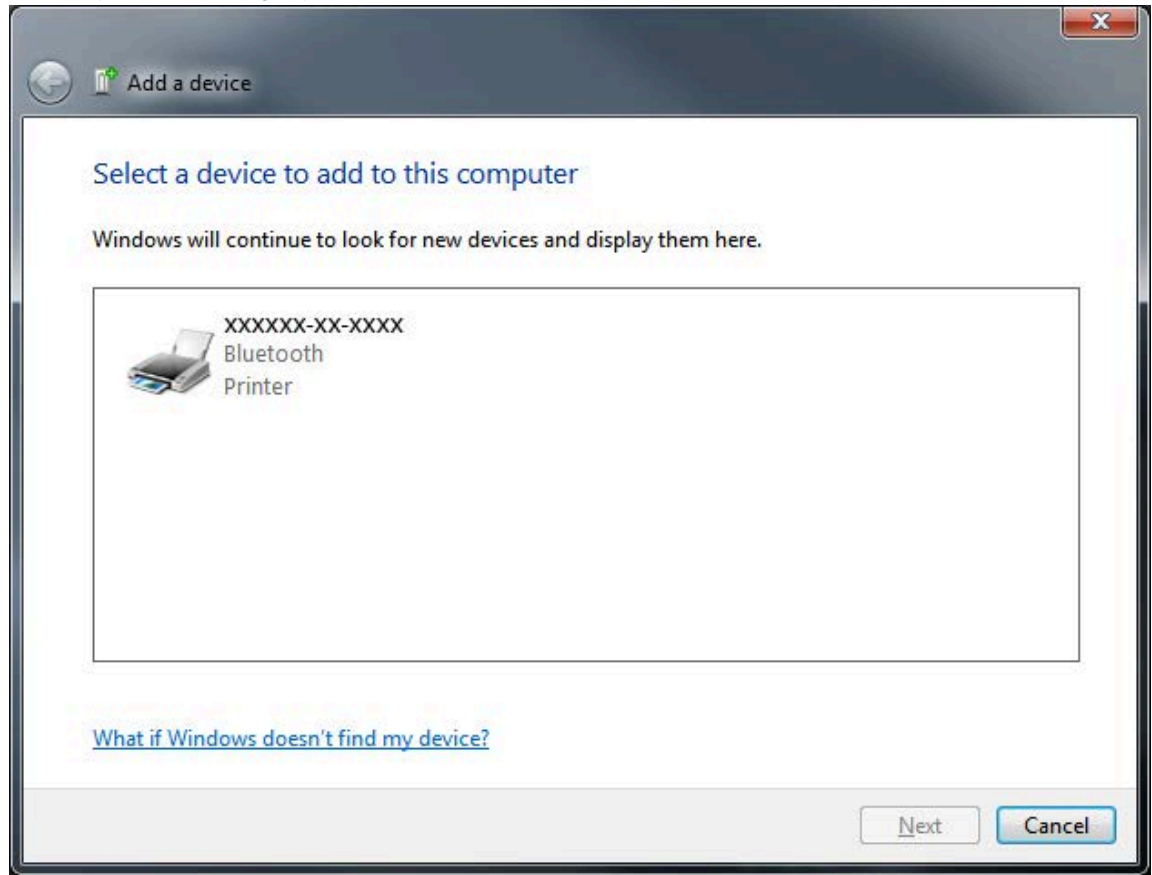 Add a device
Select a device to add to this computer
Windows will continue to look for new devices and display them here.
XXXXXX-XX-XXXX
Bluetooth
Printer
What if Windows doesn't find my device?
Next
Cancel